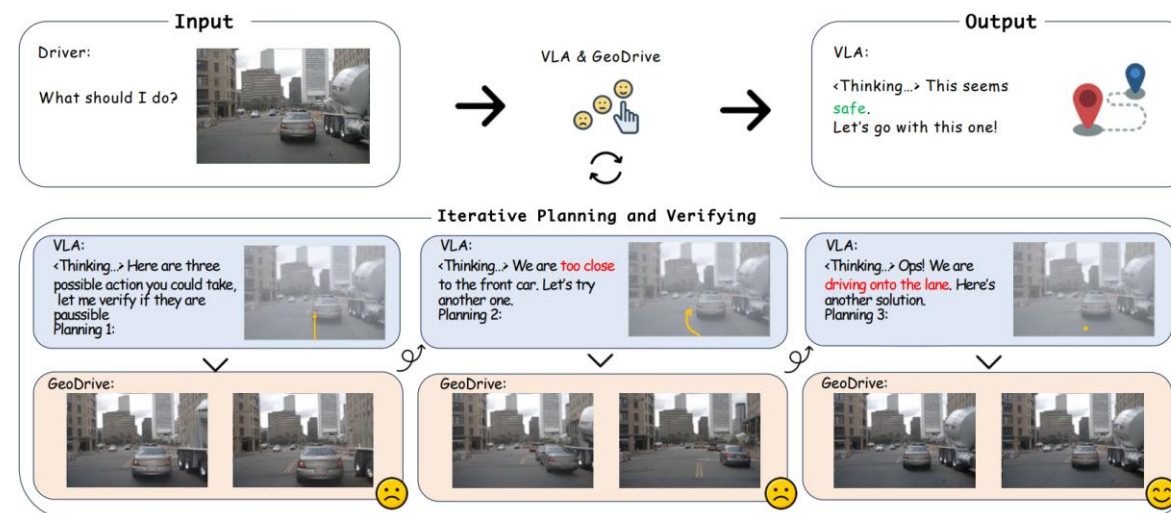 Input
Driver:
What should I do?
VLA & GeoDrive
Output
VLA:
<Thinking...> This seems
safe.
Let's go with this one!
Iterative Planning and Verifying
VLA:
<Thinking...> Here are three
possible action you could take,
let me verify if they are
paussible
Planning 1:
VLA:
<Thinking...> We are too close
to the front car. Let's try
another one.
Planning 2:
VLA:
<Thinking...> Ops! We are
driving onto the lane. Here's
another solution.
Planning 3:
GeoDrive:
GeoDrive:
GeoDrive: